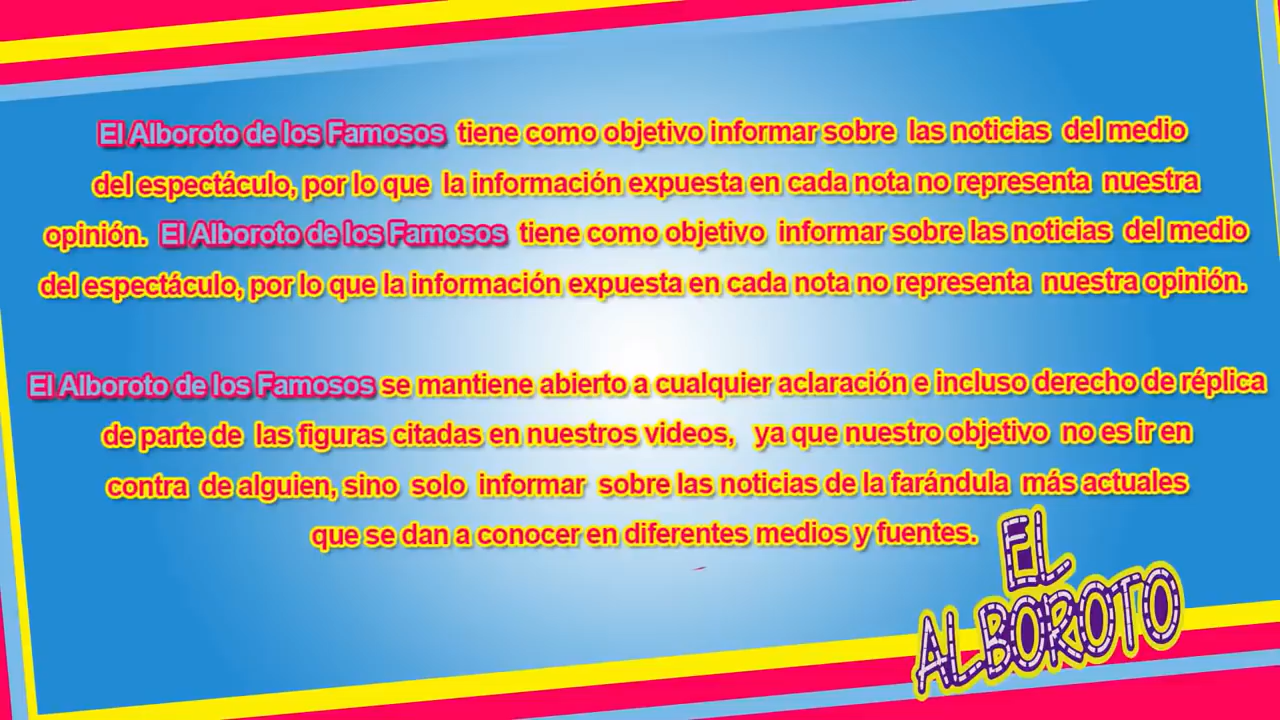 El Alboroto de los Famosos tiene como objetivo informar sobre las noticias del medio
del espectáculo, por lo que la información expuesta en cada nota no representa nuestra
opinión. El Alboroto de los Famosos tiene como objetivo informar sobre las noticias del medio
del espectáculo, por lo que la información expuesta en cada nota no representa nuestra opinión.
El Alboroto de los Famosos se mantiene abierto a cualquier aclaración e incluso derecho de réplica
de parte de las figuras citadas en nuestros videos, ya que nuestro objetivo no es ir en
contra de alguien, sino solo informar sobre las noticias de la farándula más actuales
que se dan a conocer en diferentes medios y fuentes.
EL
ALBOROTO